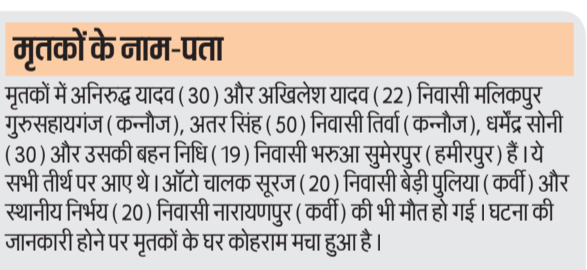 मृतकों के नाम-पता
मृतकों में अनिरुद्ध यादव (30) और अखिलेश यादव (22) निवासी मलिकपुर
गुरुसहायगंज (कन्नौज), अतर सिंह (50) निवासी तिर्वा (कन्नौज), धर्मेंद्र सोनी
(30) और उसकी बहन निधि (19) निवासी भरुआ सुमेरपुर (हमीरपुर) हैं। ये
सभी तीर्थ पर आए थे। ऑटो चालक सूरज (20) निवासी बेड़ी पुलिया (कर्वी) और
स्थानीय निर्भय (20) निवासी नारायणपुर (कर्वी) की भी मौत हो गई। घटना की
जानकारी होने पर मृतकों के घर कोहराम मचा हुआ है।